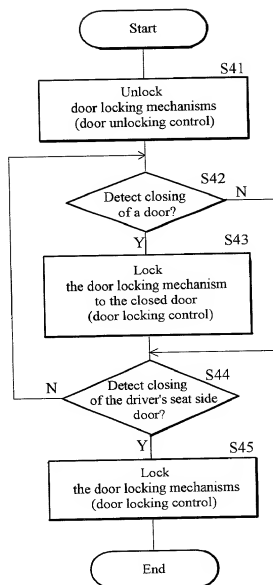 Start
S41
Unlock
door locking mechanisms
(door unlocking control)
S42
Detect closing
of a door?
N
Y
S43
Lock
the door locking mechanism
to the closed door
(door locking control)
S44
Detect closing
of the driver's seat side
door?
N
Y
S45
Lock
the door locking mechanisms
(door locking control)
End